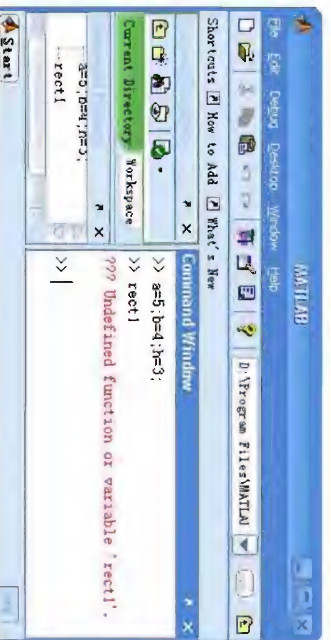 MATLAB
File Edit Debug Desktop Window Help
D:\Program Files\MATLAB
Shortcuts How to Add What's New
Current Directory Workspace
a=5;b=4;h=3;
rect1
Start
Command Window
>> a=5;b=4;h=3;
>> rect1
??? Undefined function or variable 'rect1'.
>>